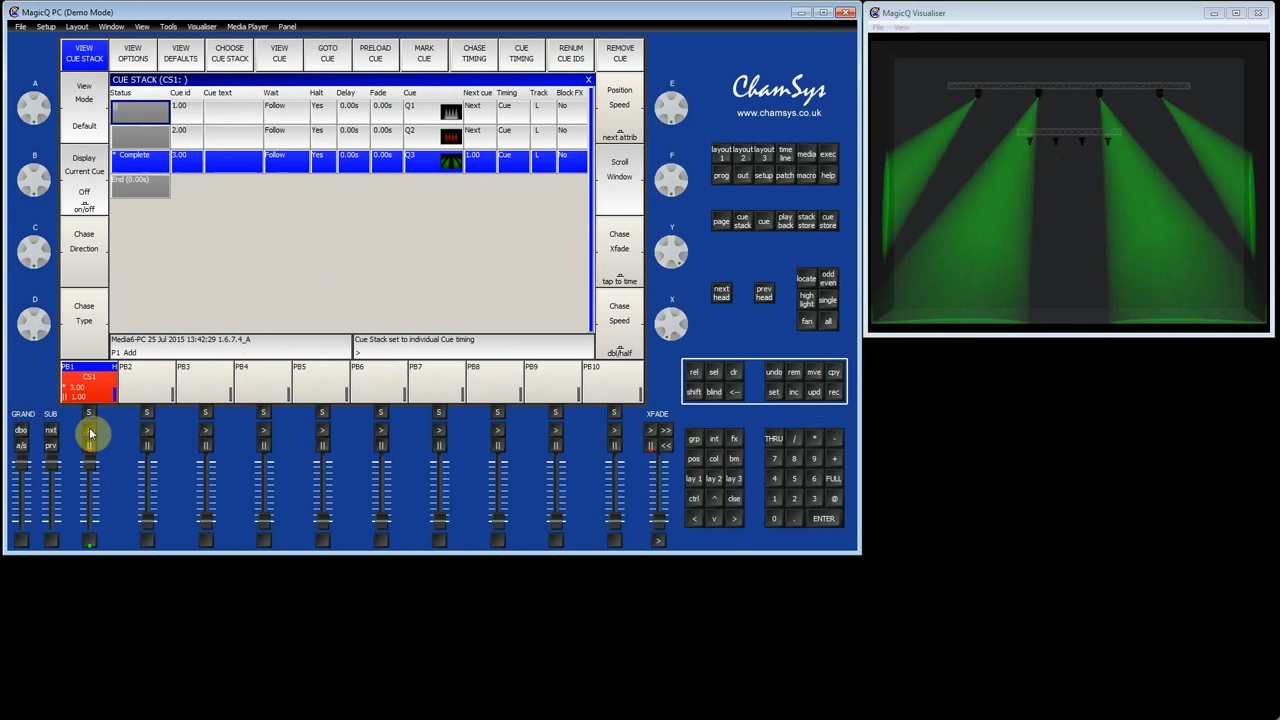 MagicQ PC (Demo Mode)
File Setup Layout Window View Tools Visualiser Media Player Panel
VIEW CUE STACK
VIEW OPTIONS
VIEW DEFAULTS
CHOOSE CUE STACK
VIEW CUE
GOTO CUE
PRELOAD CUE
MARK CUE
CHASE TIMING
CUE TIMING
RENUM CUE IDS
REMOVE CUE
A
B
C
D
View Mode
Default
Display Current Cue
Off
on/off
Chase Direction
Chase Type
CUE STACK (CS1: ) X
Status Cue id Cue text Wait Halt Delay Fade Cue Next cue Timing Track Block FX
|| 1.00 Follow Yes 0.00s 0.00s Q1 Next Cue L No
2.00 Follow Yes 0.00s 0.00s Q2 Next Cue L No
* Complete 3.00 Follow Yes 0.00s 0.00s Q3 1.00 Cue L No
End (0.00s)
Media6-PC 25 Jul 2015 13:42:29 1.6.7.4_A
P1 Add
Cue Stack set to individual Cue timing
>
Position Speed
next attrib
Scroll Window
Chase Xfade
tap to time
Chase Speed
dbl/half
E
F
Y
X
ChamSys
www.chamsys.co.uk
layout 1 layout 2 layout 3 time line media exec
prog out setup patch macro help
page cue stack cue play back stack store cue store
next head prev head
locate odd even
high light single
fan all
rel sel clr undo rem mve cpy
shift blind <-- set inc upd rec
PB1 H PB2 PB3 PB4 PB5 PB6 PB7 PB8 PB9 PB10
CS1
* 3.00
|| 1.00
GRAND SUB S S S S S S S S S S XFADE
dbo nxt > > > > > > > > > > >>
a/s prv || || || || || || || || || || || <<
>
grp int fx THRU / * -
pos col bm 7 8 9 +
lay 1 lay 2 lay 3 4 5 6 FULL
ctrl ^ clse 1 2 3 @
< v > 0 . ENTER
MagicQ Visualiser
File View